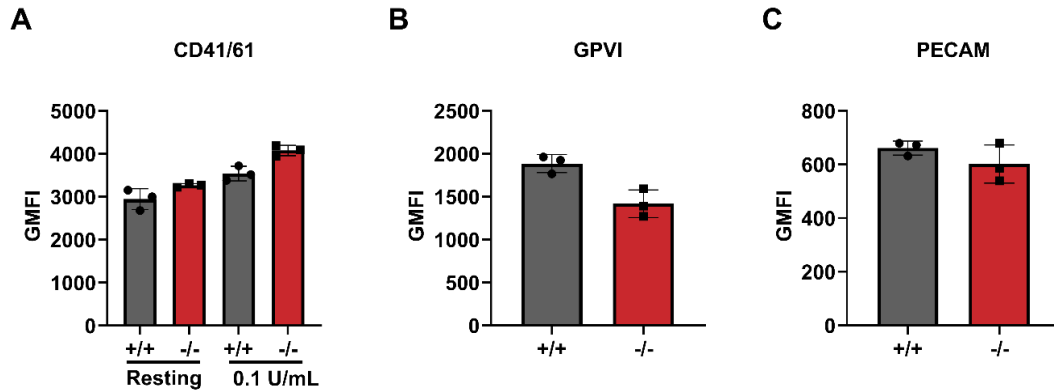 A
CD41/61
GMFI
5000
4000
3000
2000
1000
0
+/+ -/- +/+ -/-
Resting 0.1 U/mL
B
GPVI
GMFI
2500
2000
1500
1000
500
0
+/+ -/-
C
PECAM
GMFI
800
600
400
200
0
+/+ -/-